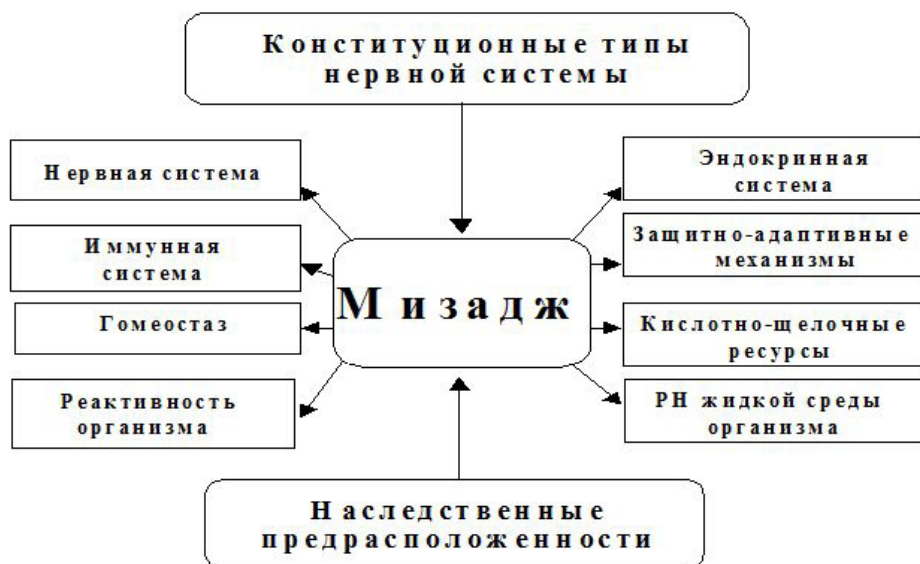 Конституционные типы
нервной системы
Нервная система
Эндокринная
система
Иммунная
система
Защитно-адаптивные
механизмы
Мизадж
Гомеостаз
Кислотно-щелочные
ресурсы
Реактивность
организма
РН жидкой среды
организма
Наследственные
предрасположенности